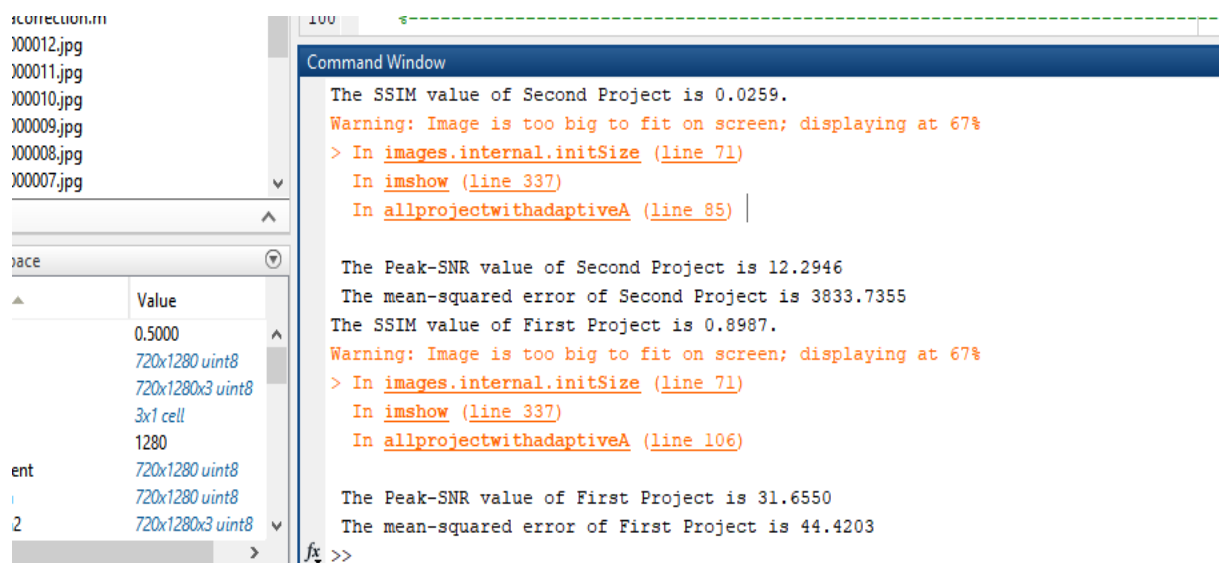 100 %--------------------------------------------------------------------
000012.jpg
000011.jpg
000010.jpg
000009.jpg
000008.jpg
000007.jpg
Value
0.5000
720x1280 uint8
720x1280x3 uint8
3x1 cell
1280
ent 720x1280 uint8
720x1280 uint8
2 720x1280x3 uint8
Command Window
The SSIM value of Second Project is 0.0259.
Warning: Image is too big to fit on screen; displaying at 67%
> In images.internal.initSize (line 71)
In imshow (line 337)
In allprojectwithadaptiveA (line 85)
The Peak-SNR value of Second Project is 12.2946
The mean-squared error of Second Project is 3833.7355
The SSIM value of First Project is 0.8987.
Warning: Image is too big to fit on screen; displaying at 67%
> In images.internal.initSize (line 71)
In imshow (line 337)
In allprojectwithadaptiveA (line 106)
The Peak-SNR value of First Project is 31.6550
The mean-squared error of First Project is 44.4203
fx >>